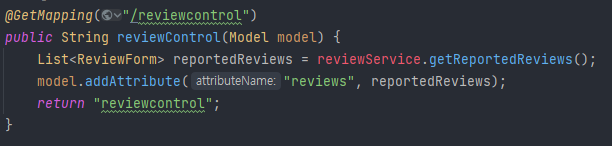 @GetMapping("/reviewcontrol")
public String reviewControl(Model model) {
    List<ReviewForm> reportedReviews = reviewService.getReportedReviews();
    model.addAttribute( attributeName: "reviews", reportedReviews);
    return "reviewcontrol";
}